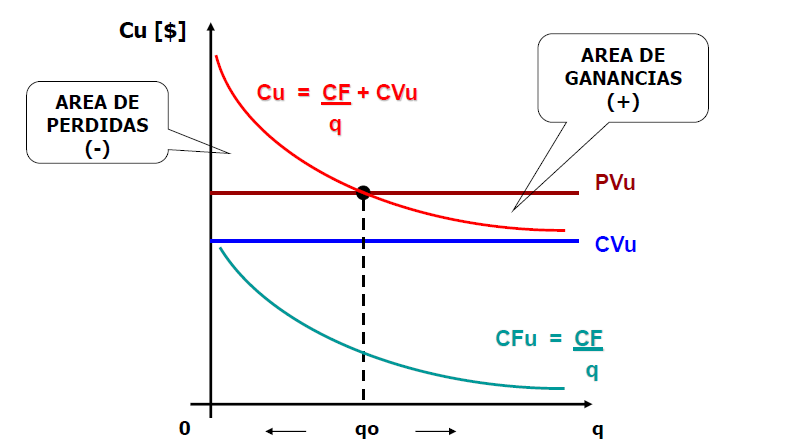 Cu [$]
AREA DE
PERDIDAS
(-)
Cu = CF + CVu
q
AREA DE
GANANCIAS
(+)
PVu
CVu
CFu = CF
q
0
qo
q